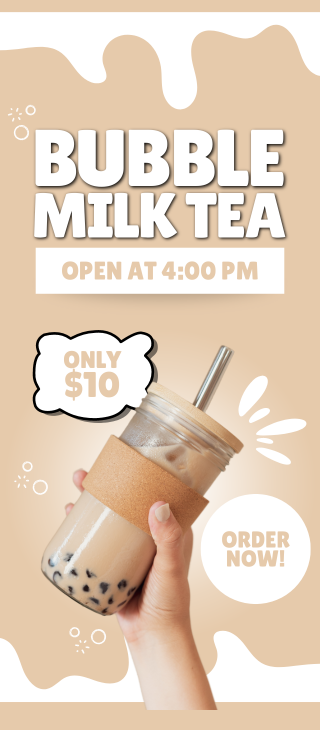 BUBBLE
MILK TEA
OPEN AT 4:00 PM
ONLY
$10
ORDER
NOW!